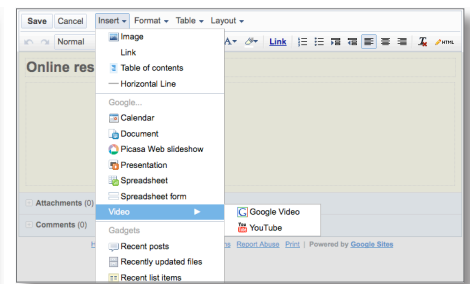 Save Cancel Insert Format Table Layout
Normal Link HTML
Online res
Image
Link
Table of contents
Horizontal Line
Google...
Calendar
Document
Picasa Web slideshow
Presentation
Spreadsheet
Spreadsheet form
Attachments (0)
Video
Google Video
YouTube
Comments (0)
Gadgets
Recent posts
Report Abuse Print | Powered by Google Sites
Recently updated files
Recent list items